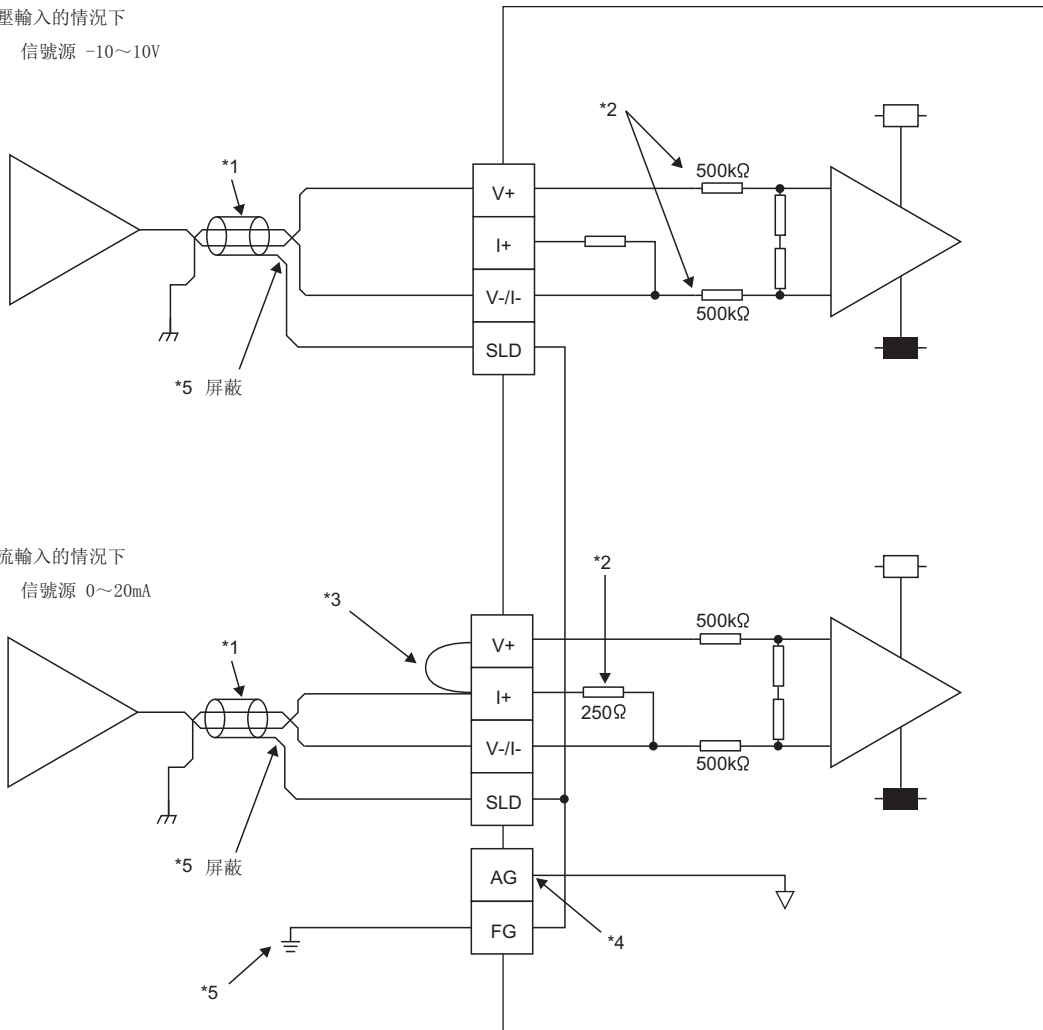 壓輸入的情況下
信號源 -10～10V
*1
*2
500kΩ
V+
I+
V-/I-
500kΩ
SLD
*5 屏蔽
流輸入的情況下
信號源 0～20mA
*3
*2
*1
500kΩ
V+
I+
250Ω
V-/I-
500kΩ
SLD
*5 屏蔽
AG
FG
*4
*5